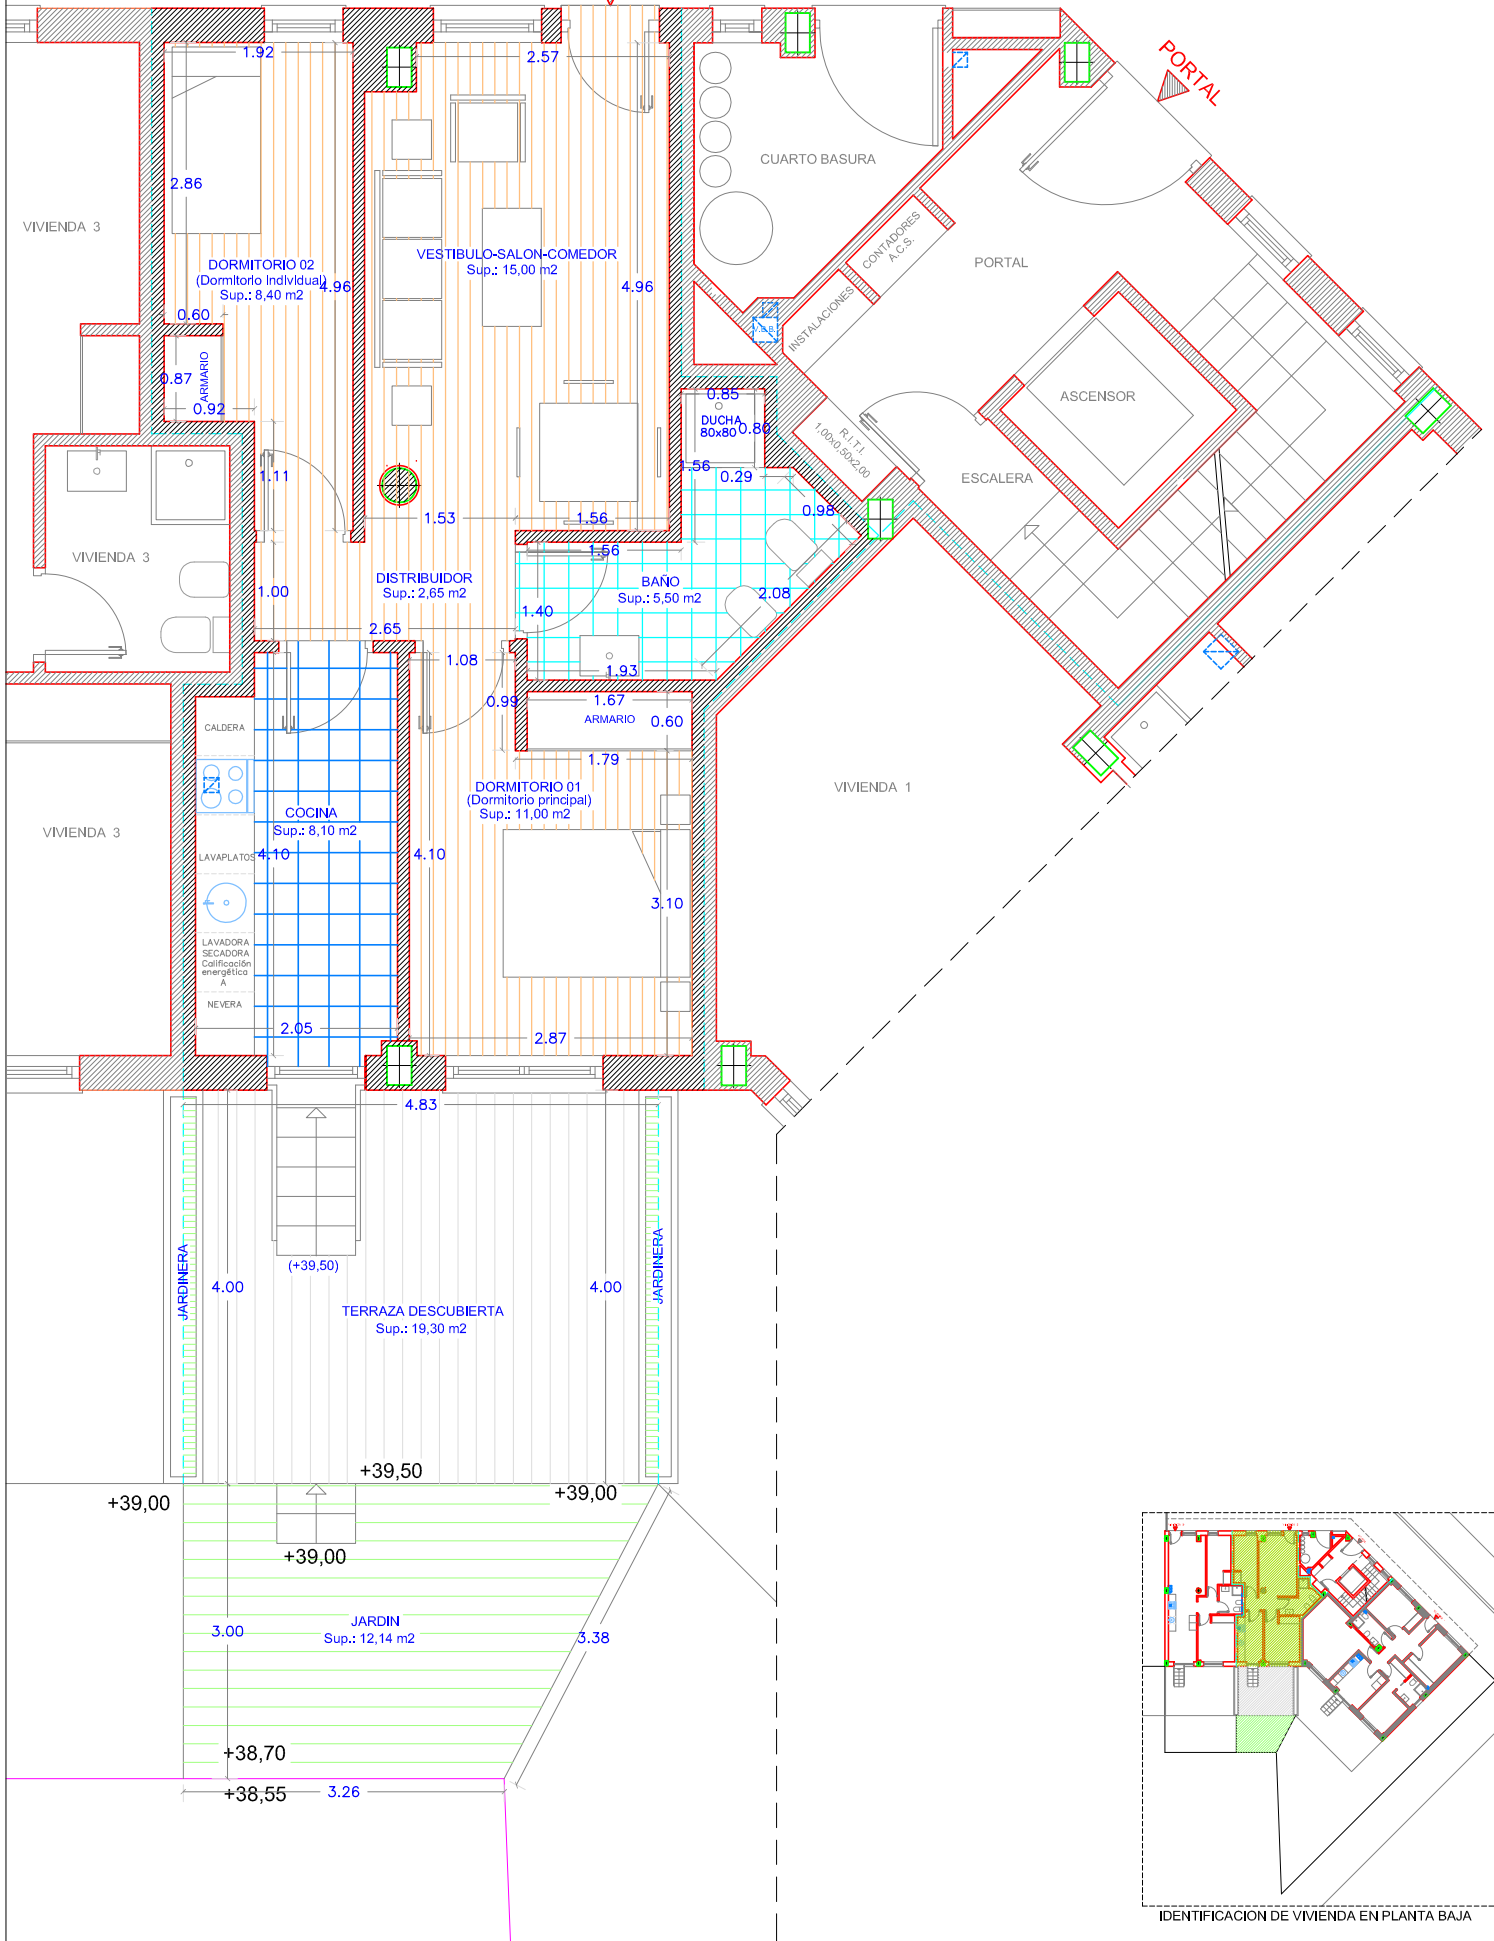 PORTAL
1.92
2.57
CUARTO BASURA
2.86
VIVIENDA 3
CONTADORES
A.C.S.
VESTIBULO-SALON-COMEDOR
Sup.: 15,00 m2
PORTAL
DORMITORIO 02
(Dormitorio individual)
Sup.: 8,40 m2
4.96
4.96
0.60
INSTALACIONES
0.87
ARMARIO
0.92
0.85
ASCENSOR
DUCHA
80x80
0.80
R.I.T.I.
1,00x0,50x2,00
1.11
1.56
0.29
ESCALERA
0.98
1.53
1.56
1.56
VIVIENDA 3
DISTRIBUIDOR
Sup.: 2,65 m2
BAÑO
Sup.: 5,50 m2
1.00
2.08
1.40
2.65
1.08
1.93
0.99
1.67
ARMARIO
0.60
CALDERA
1.79
DORMITORIO 01
(Dormitorio principal)
Sup.: 11,00 m2
VIVIENDA 1
COCINA
Sup.: 8,10 m2
VIVIENDA 3
LAVAPLATOS
4.10
4.10
3.10
LAVADORA
SECADORA
Calificación
energética
A
NEVERA
2.05
2.87
4.83
JARDINERA
JARDINERA
(+39,50)
4.00
4.00
TERRAZA DESCUBIERTA
Sup.: 19,30 m2
+39,50
+39,00
+39,00
+39,00
JARDIN
Sup.: 12,14 m2
3.00
3.38
+38,70
+38,55
3.26
IDENTIFICACION DE VIVIENDA EN PLANTA BAJA